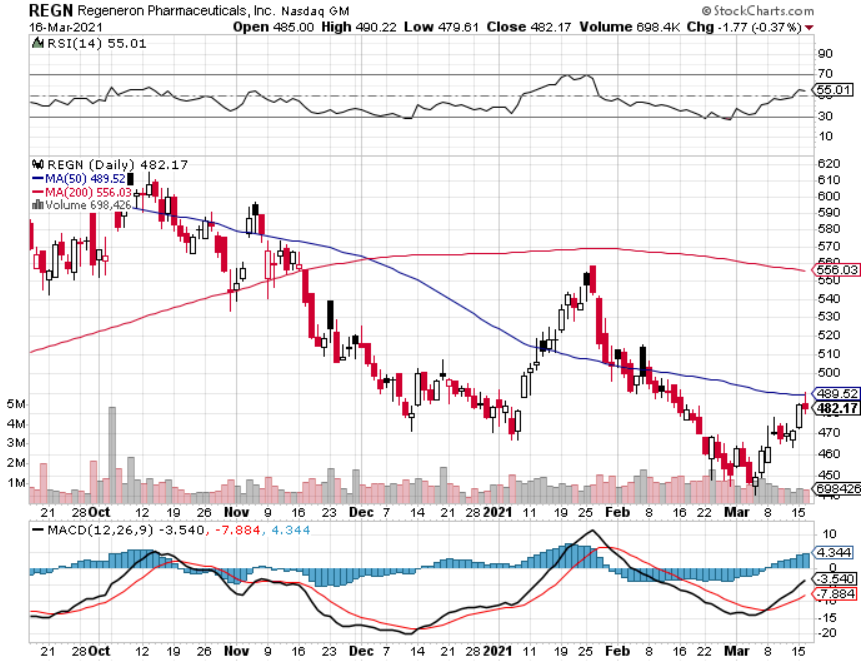 REGN Regeneron Pharmaceuticals, Inc. Nasdaq GM © StockCharts.com
16-Mar-2021 Open 485.00 High 490.22 Low 479.61 Close 482.17 Volume 698.4K Chg -1.77 (-0.37%)
RSI(14) 55.01
90
70
55.01
30
10
REGN (Daily) 482.17
MA(50) 489.52
MA(200) 556.03
Volume 698,426
620
610
600
590
580
570
556.03
550
540
530
520
510
500
489.52
5M 482.17
4M
3M 470
2M 460
1M 450
698426
21 28 Oct 12 19 26 Nov 9 16 23 Dec 7 14 21 28 2021 11 19 25 Feb 8 16 22 Mar 8 15
MACD(12,26,9) -3.540, -7.884, 4.344
10
4.344
0
-3.540
-7.884
-15
-20
21 28 Oct 12 19 26 Nov 9 16 23 Dec 7 14 21 28 2021 11 19 25 Feb 8 16 22 Mar 8 15